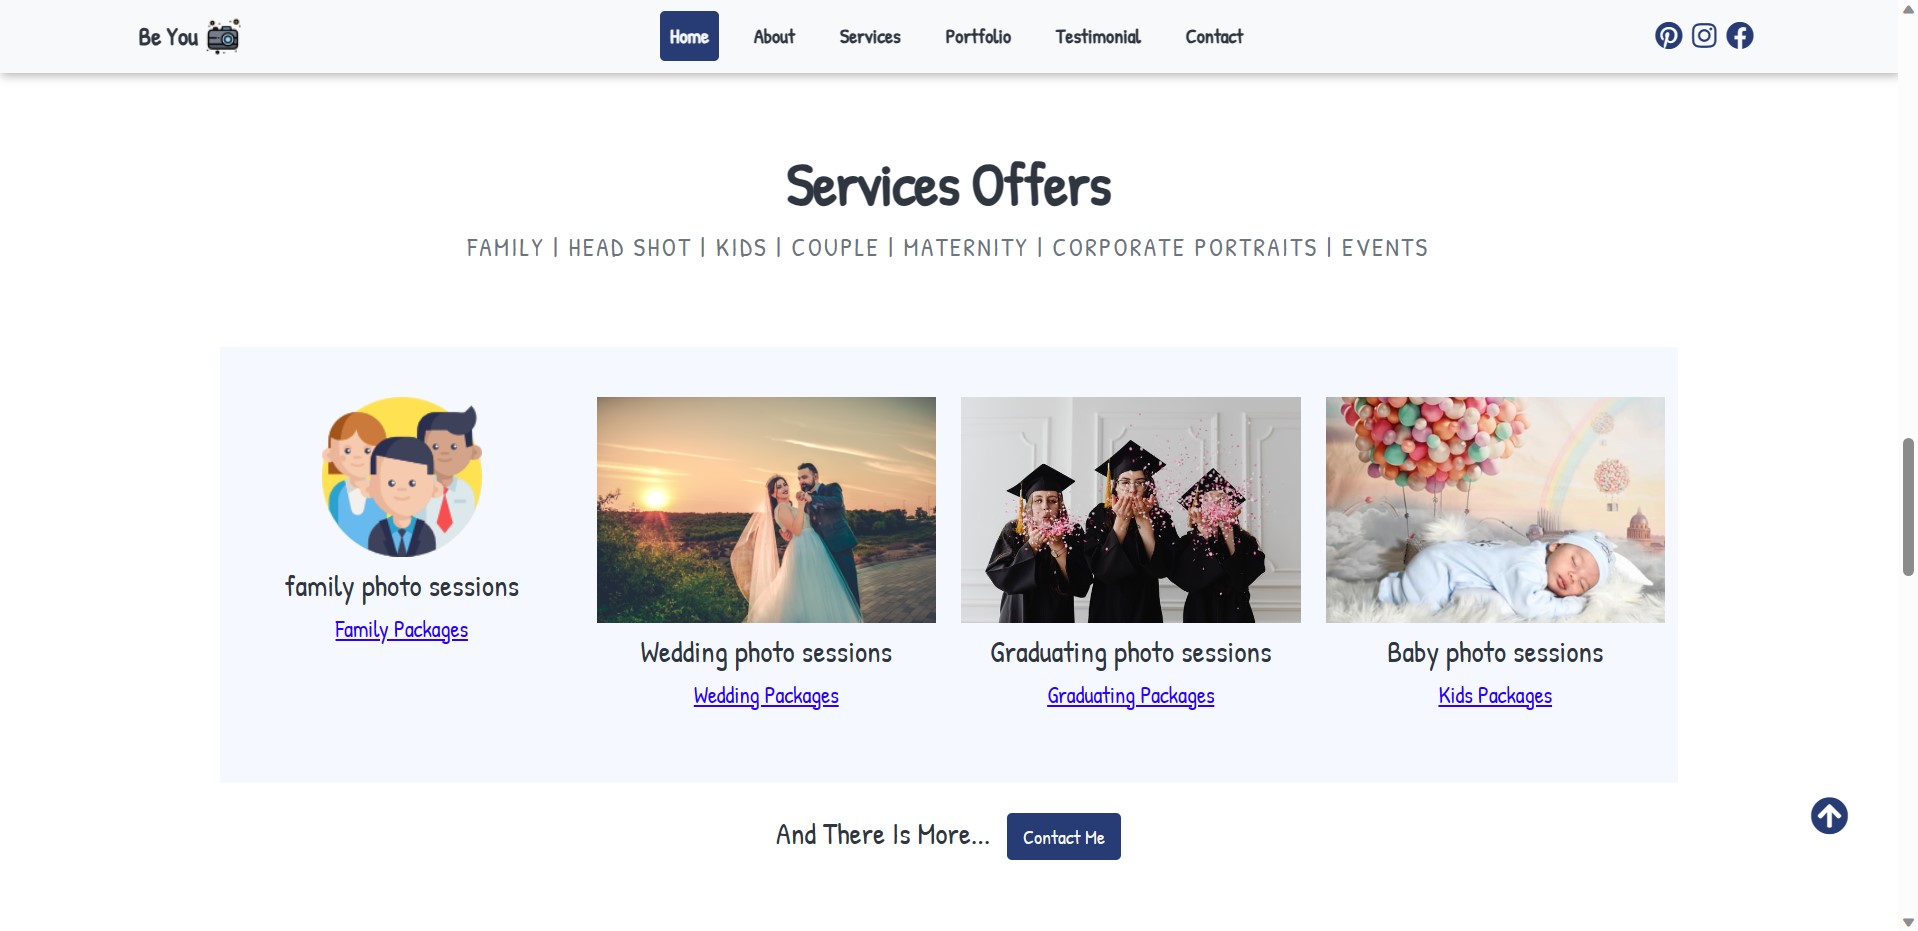 Be You
Home
About
Services
Portfolio
Testimonial
Contact
Services Offers
FAMILY | HEAD SHOT | KIDS | COUPLE | MATERNITY | CORPORATE PORTRAITS | EVENTS
family photo sessions
Family Packages
Wedding photo sessions
Wedding Packages
Graduating photo sessions
Graduating Packages
Baby photo sessions
Kids Packages
And There Is More...
Contact Me